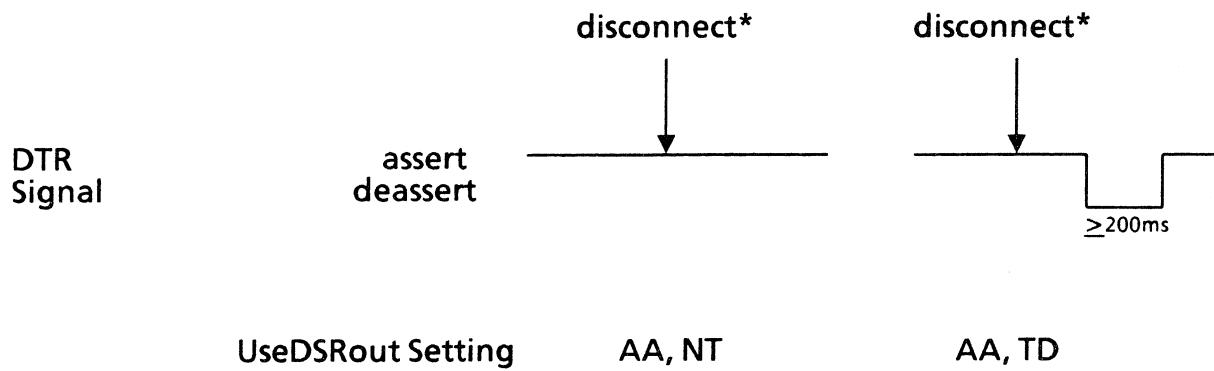 disconnect* disconnect*
DTR assert
Signal deassert
≥200ms
UseDSRout Setting AA, NT AA, TD